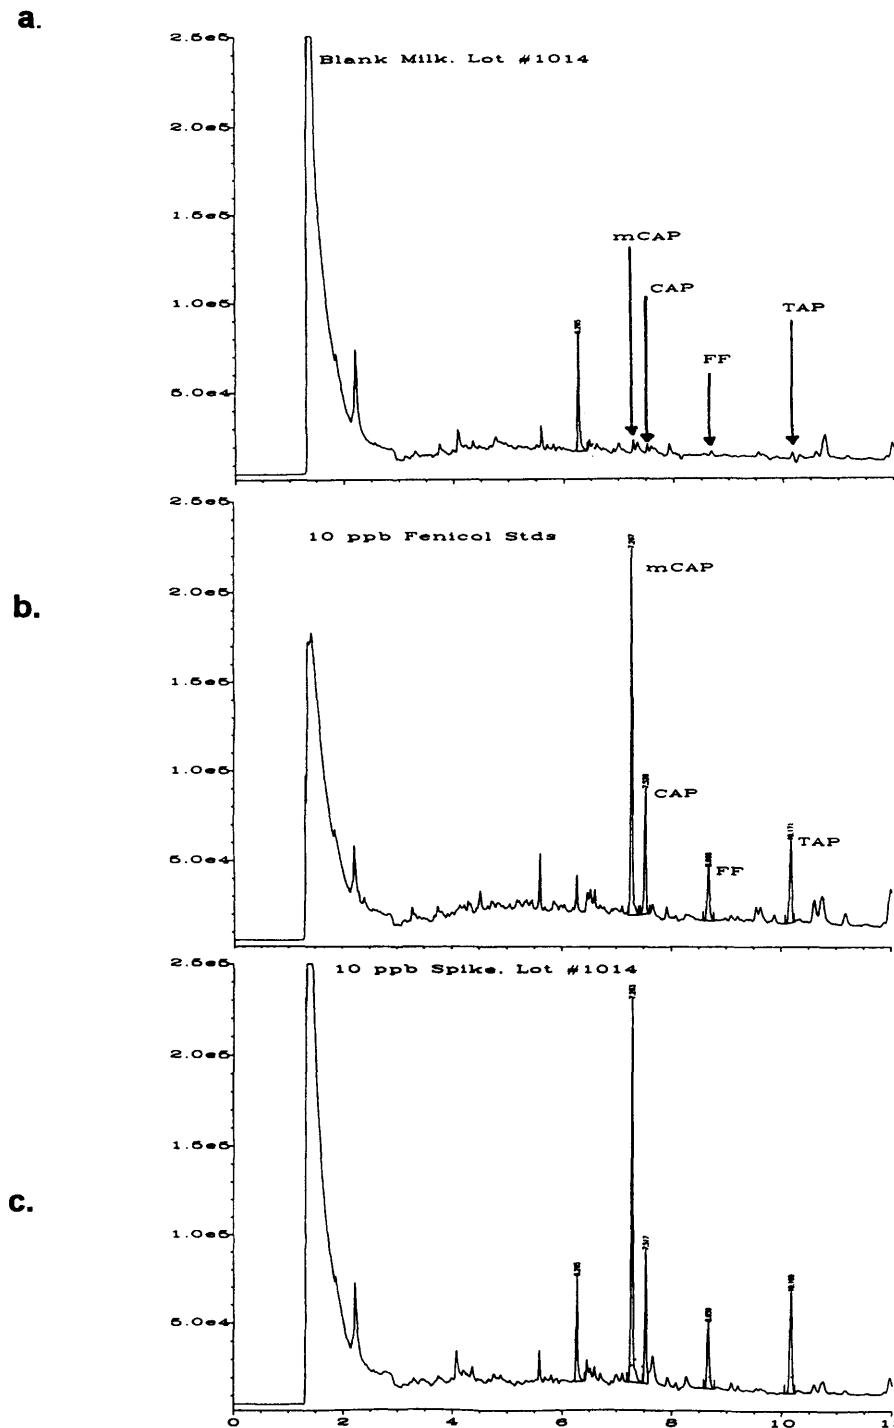 a.
2.5e5
Blank Milk. Lot #1014
2.0e5
1.5e5
mCAP
CAP
TAP
1.0e5
FF
5.0e4
b.
2.5e5
10 ppb Fenicol Stds
2.0e5
mCAP
1.5e5
1.0e5
CAP
5.0e4
FF
TAP
c.
2.5e5
10 ppb Spike. Lot #1014
2.0e5
1.5e5
1.0e5
5.0e4
0 2 4 6 8 10